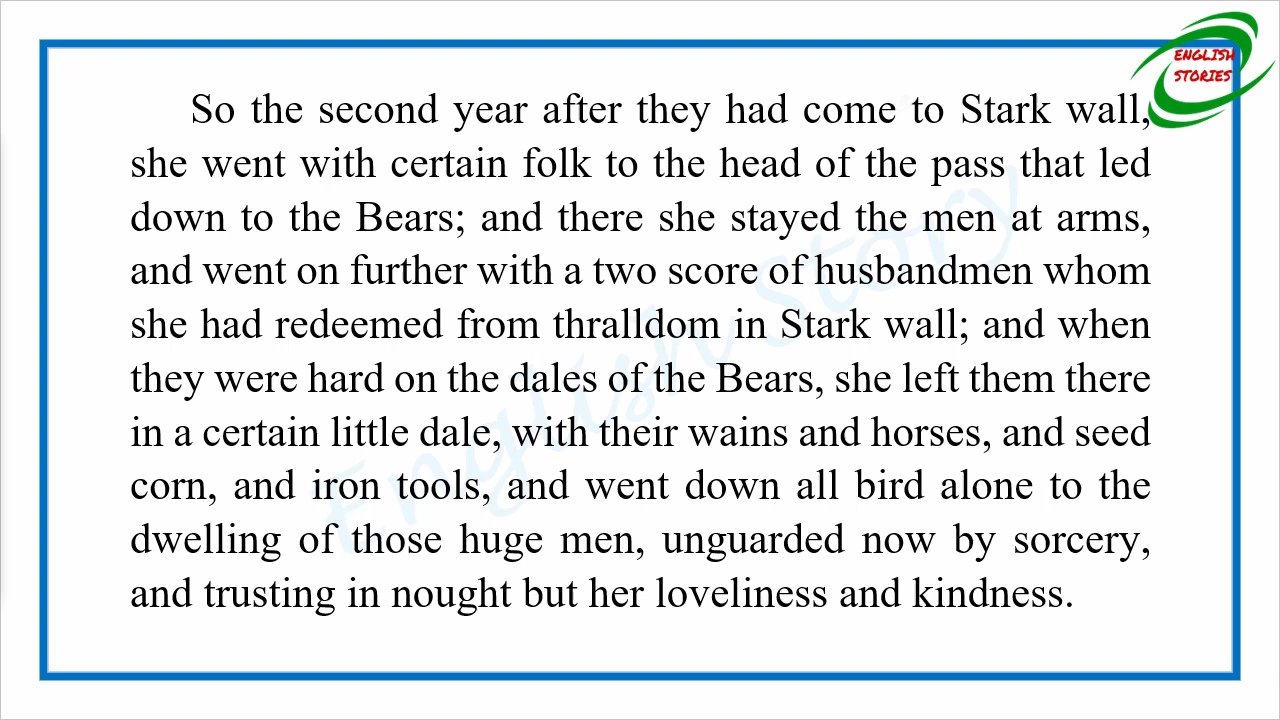 ENGLISH
STORIES
So the second year after they had come to Stark wall,
she went with certain folk to the head of the pass that led
down to the Bears; and there she stayed the men at arms,
and went on further with a two score of husbandmen whom
she had redeemed from thralldom in Stark wall; and when
they were hard on the dales of the Bears, she left them there
in a certain little dale, with their wains and horses, and seed
corn, and iron tools, and went down all bird alone to the
dwelling of those huge men, unguarded now by sorcery,
and trusting in nought but her loveliness and kindness.
English Story